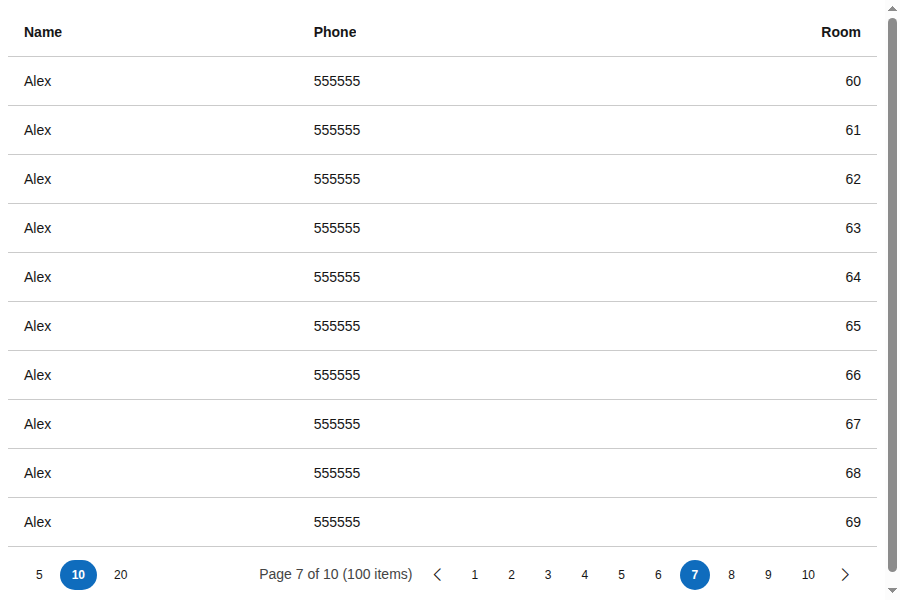 Name Phone Room
Alex 555555 60
Alex 555555 61
Alex 555555 62
Alex 555555 63
Alex 555555 64
Alex 555555 65
Alex 555555 66
Alex 555555 67
Alex 555555 68
Alex 555555 69
5 10 20 Page 7 of 10 (100 items) 1 2 3 4 5 6 7 8 9 10